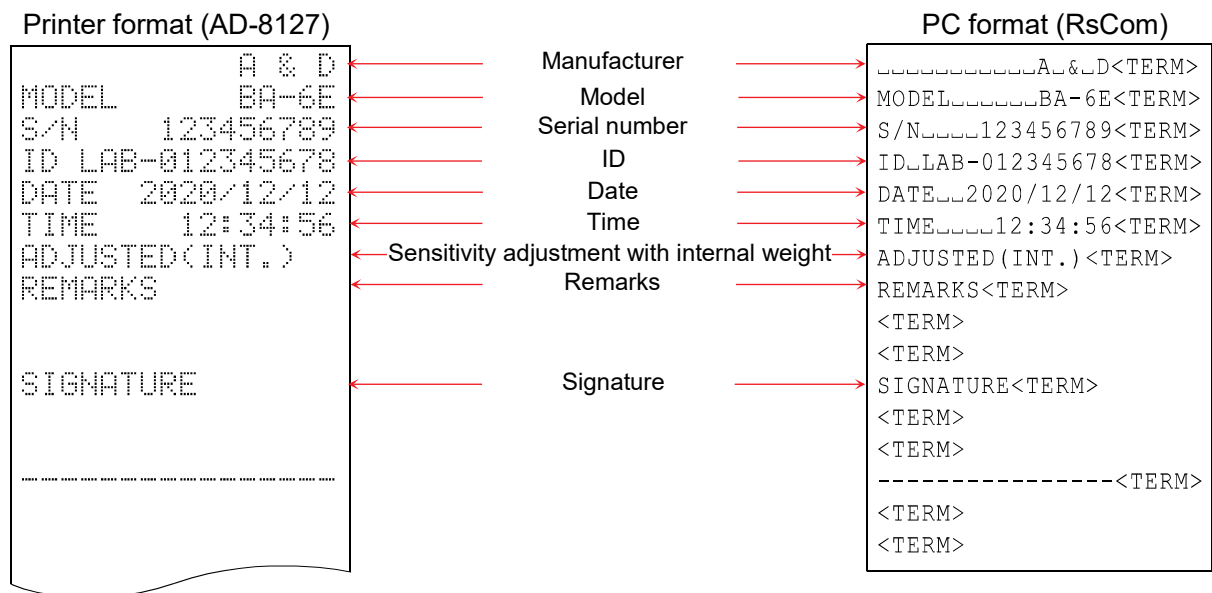 Printer format (AD-8127)
A & D
MODEL      BA-6E
S/N    123456789
ID LAB-012345678
DATE  2020/12/12
TIME    12:34:56
ADJUSTED(INT.)
REMARKS
SIGNATURE
----------------
Manufacturer
Model
Serial number
ID
Date
Time
Sensitivity adjustment with internal weight
Remarks
Signature
PC format (RsCom)
␣␣␣␣␣␣␣␣␣␣␣A␣&␣D<TERM>
MODEL␣␣␣␣␣␣BA-6E<TERM>
S/N␣␣␣␣123456789<TERM>
ID␣LAB-012345678<TERM>
DATE␣␣2020/12/12<TERM>
TIME␣␣␣␣12:34:56<TERM>
ADJUSTED(INT.)<TERM>
REMARKS<TERM>
<TERM>
<TERM>
SIGNATURE<TERM>
<TERM>
<TERM>
----------------<TERM>
<TERM>
<TERM>